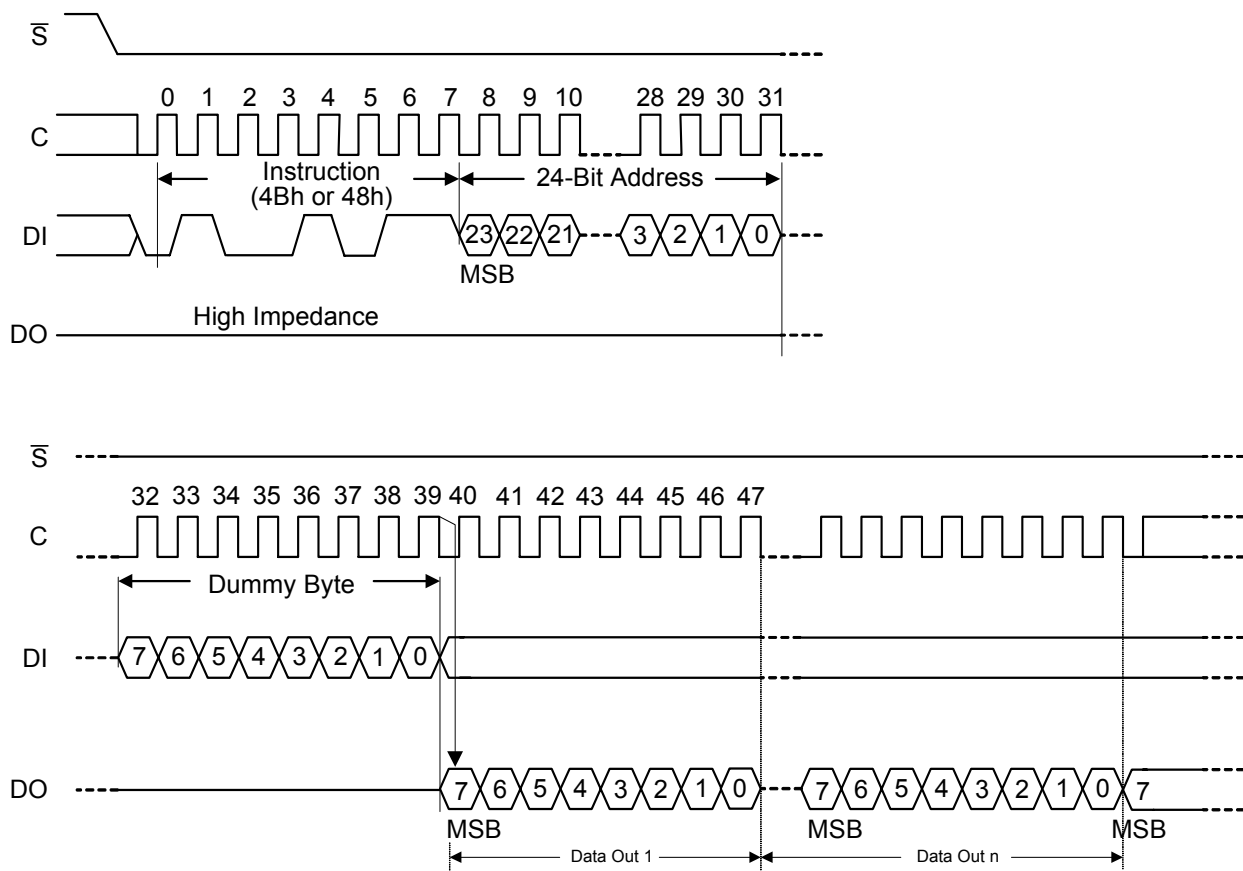 S
0 1 2 3 4 5 6 7 8 9 10 28 29 30 31
C
Instruction
(4Bh or 48h)
24-Bit Address
DI
23 22 21 3 2 1 0
MSB
High Impedance
DO
S
32 33 34 35 36 37 38 39 40 41 42 43 44 45 46 47
C
Dummy Byte
DI
7 6 5 4 3 2 1 0
DO
7 6 5 4 3 2 1 0 7 6 5 4 3 2 1 0 7
MSB MSB MSB
Data Out 1 Data Out n